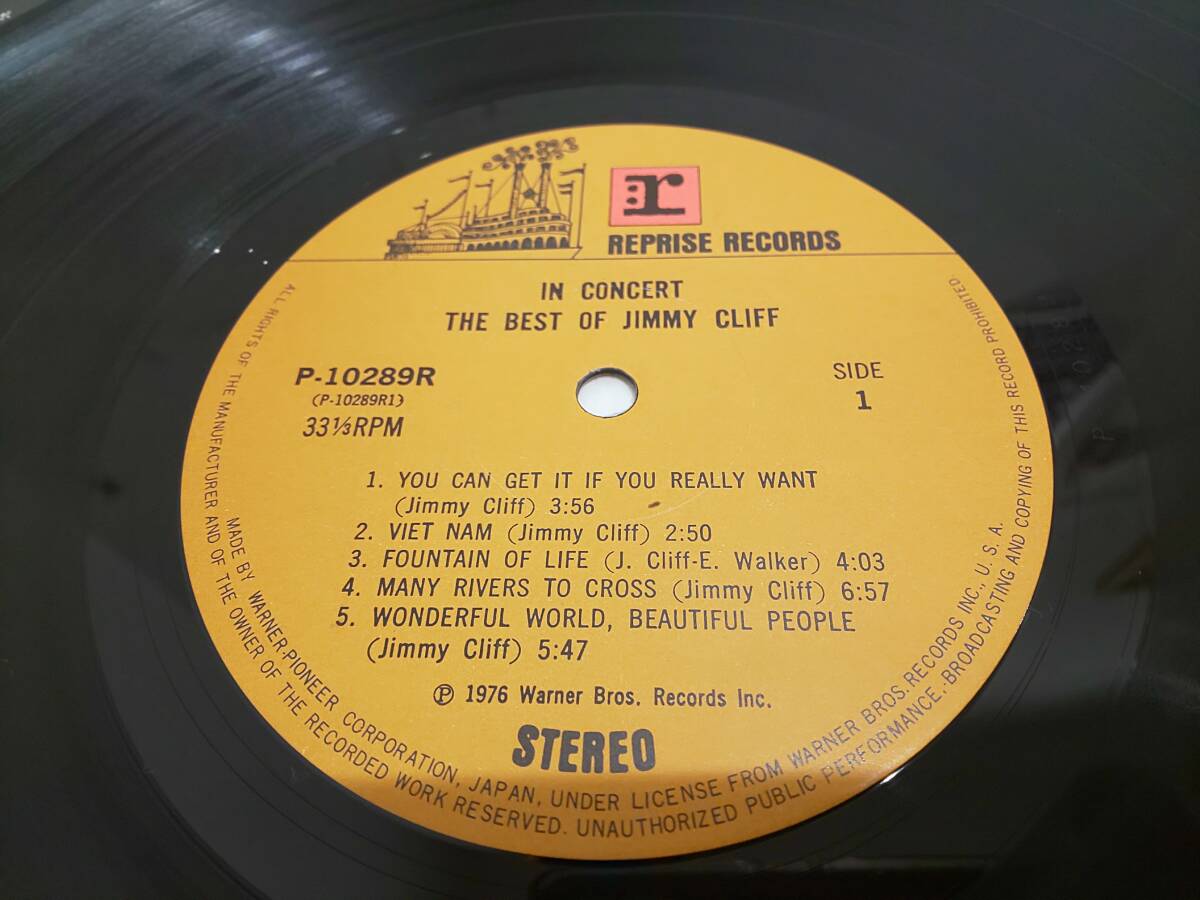 r
REPRISE RECORDS
IN CONCERT
THE BEST OF JIMMY CLIFF
P-10289R
(P-10289R1)
33⅓RPM
SIDE
1
1. YOU CAN GET IT IF YOU REALLY WANT
(Jimmy Cliff) 3:56
2. VIET NAM (Jimmy Cliff) 2:50
3. FOUNTAIN OF LIFE (J. Cliff-E. Walker) 4:03
4. MANY RIVERS TO CROSS (Jimmy Cliff) 6:57
5. WONDERFUL WORLD, BEAUTIFUL PEOPLE
(Jimmy Cliff) 5:47
Ⓟ 1976 Warner Bros. Records Inc.
STEREO
MADE BY WARNER-PIONEER CORPORATION, JAPAN, UNDER LICENSE FROM WARNER BROS. RECORDS INC., U.S.A.
ALL RIGHTS OF THE MANUFACTURER AND OF THE OWNER OF THE RECORDED WORK RESERVED. UNAUTHORIZED PUBLIC PERFORMANCE. BROADCASTING AND COPYING OF THIS RECORD PROHIBITED.